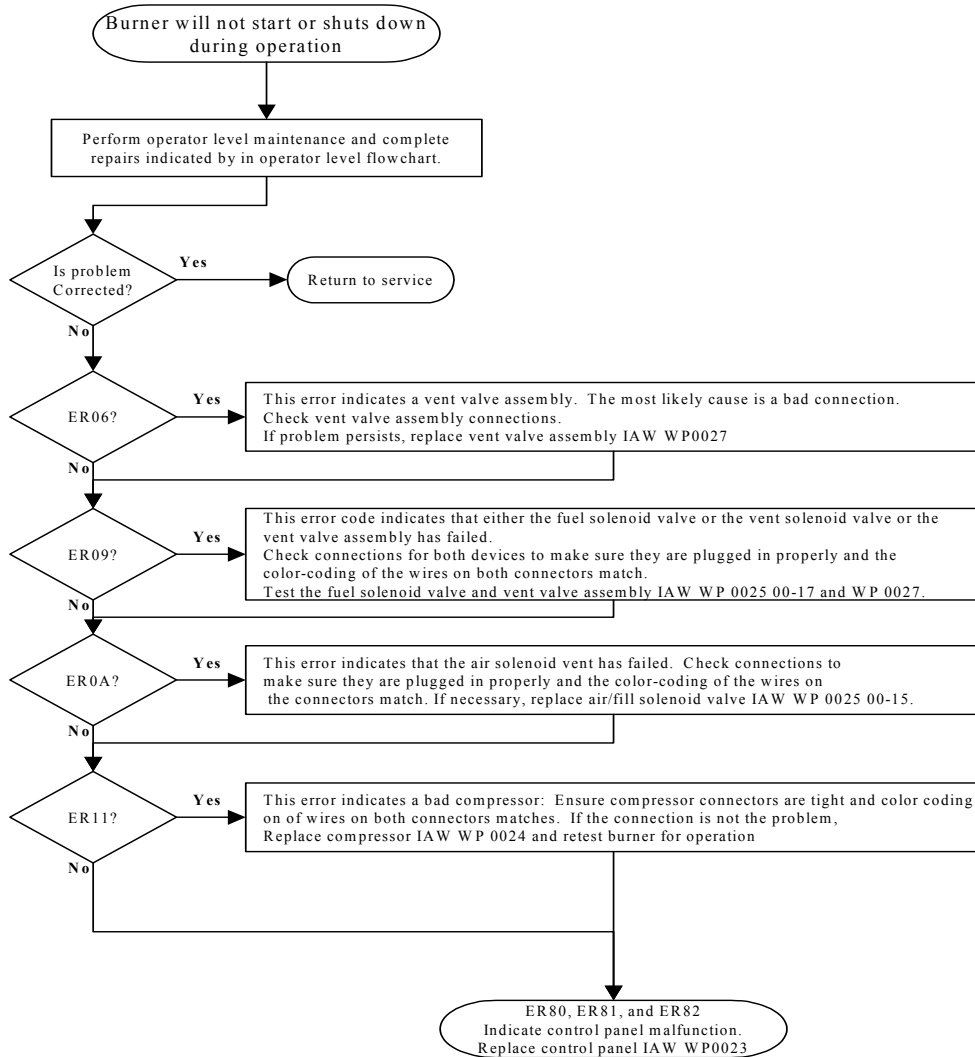 Burner will not start or shuts down
during operation
Perform operator level maintenance and complete
repairs indicated by in operator level flowchart.
Is problem
Corrected?
Yes
Return to service
No
ER06?
Yes
This error indicates a vent valve assembly. The most likely cause is a bad connection.
Check vent valve assembly connections.
If problem persists, replace vent valve assembly IAW WP0027
No
ER09?
Yes
This error code indicates that either the fuel solenoid valve or the vent solenoid valve or the
vent valve assembly has failed.
Check connections for both devices to make sure they are plugged in properly and the
color-coding of the wires on both connectors match.
Test the fuel solenoid valve and vent valve assembly IAW WP 0025 00-17 and WP 0027.
No
ER0A?
Yes
This error indicates that the air solenoid vent has failed. Check connections to
make sure they are plugged in properly and the color-coding of the wires on
the connectors match. If necessary, replace air/fill solenoid valve IAW WP 0025 00-15.
No
ER11?
Yes
This error indicates a bad compressor: Ensure compressor connectors are tight and color coding
on of wires on both connectors matches. If the connection is not the problem,
Replace compressor IAW WP 0024 and retest burner for operation
No
ER80, ER81, and ER82
Indicate control panel malfunction.
Replace control panel IAW WP0023